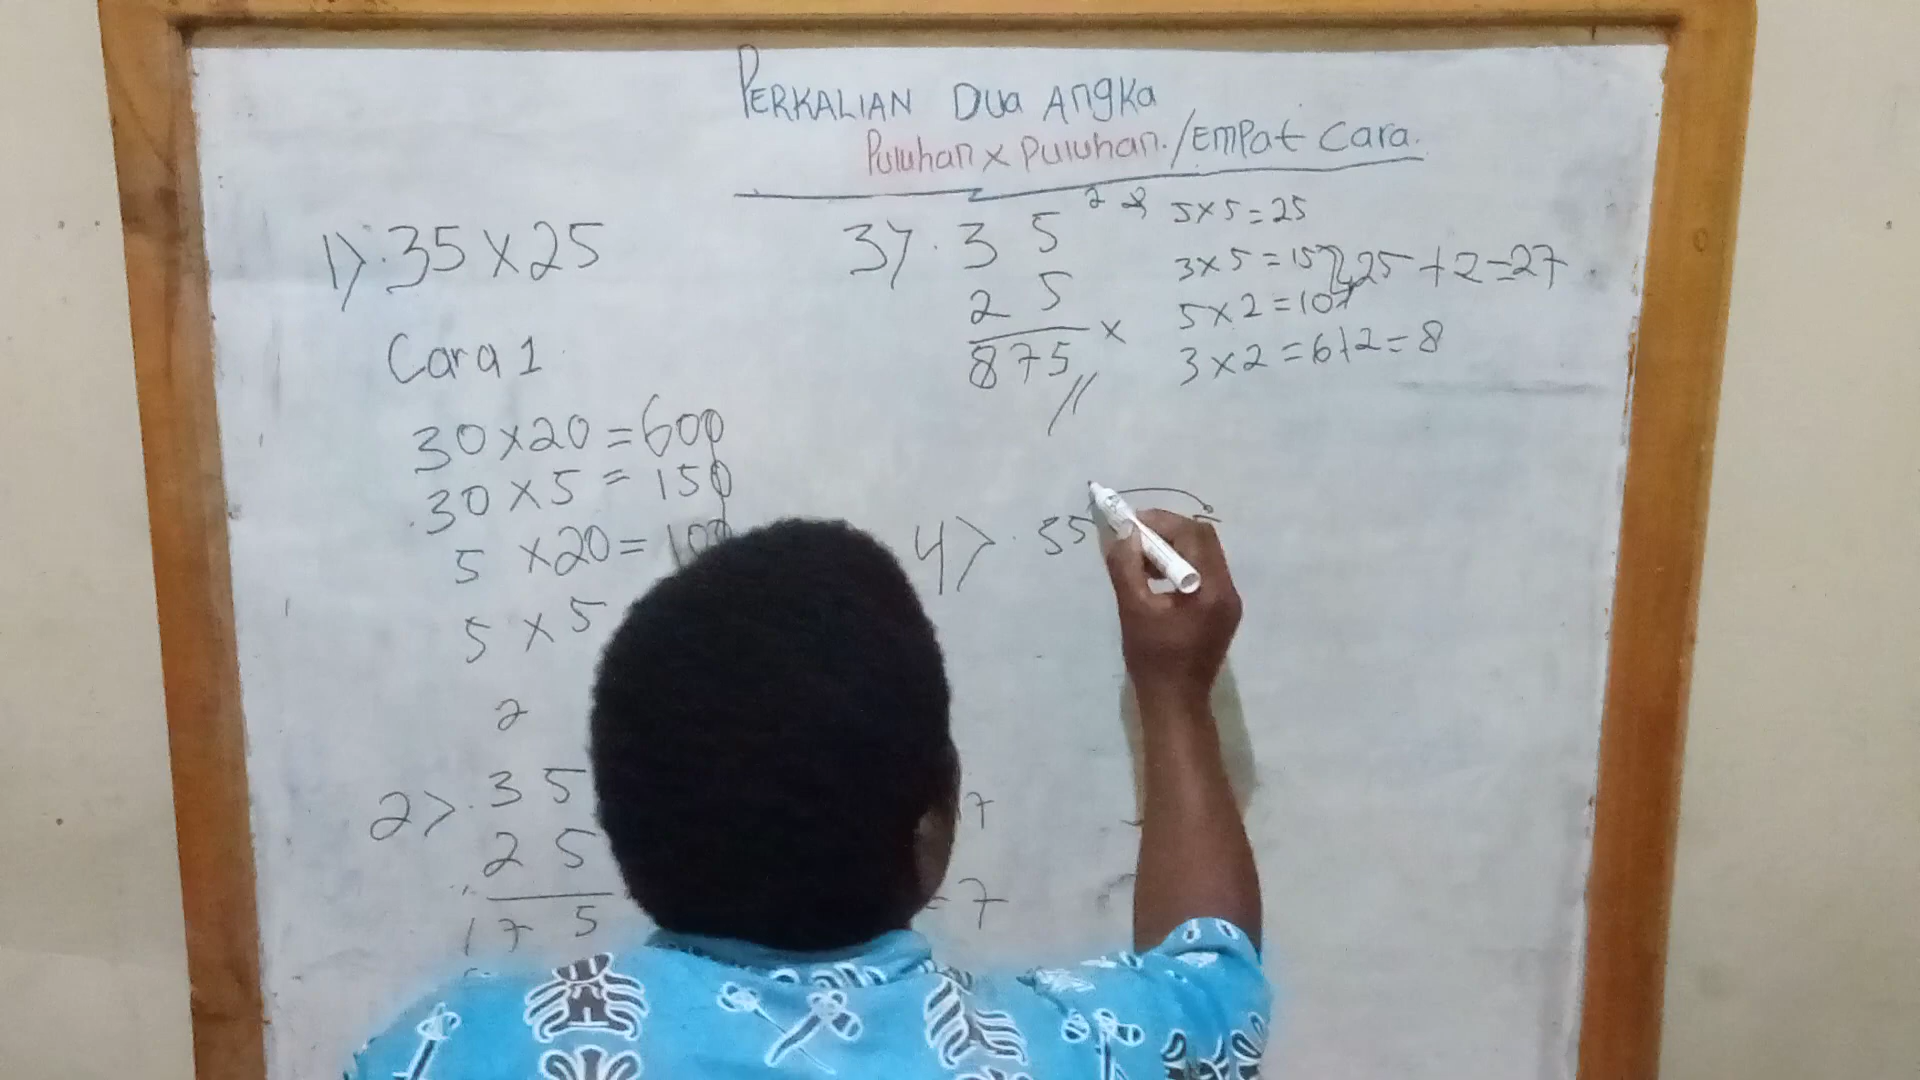 PERKALIAN DUa ANgKa
Puluhan x puluhan./EMPat Cara.
1) . 35 x 25
Cara 1
30 x 20 = 600
30 x 5 = 150
5 x 20 = 100
5 x 5
2
2> . 3 5
2 5
1 7 5
7
= 7
3) . 3 5
2 5 x
8 7 5 //
2
5 x 5 = 25
3 x 5 = 15 } 25 + 2 = 27
5 x 2 = 10
3 x 2 = 6 + 2 = 8
4> . 35